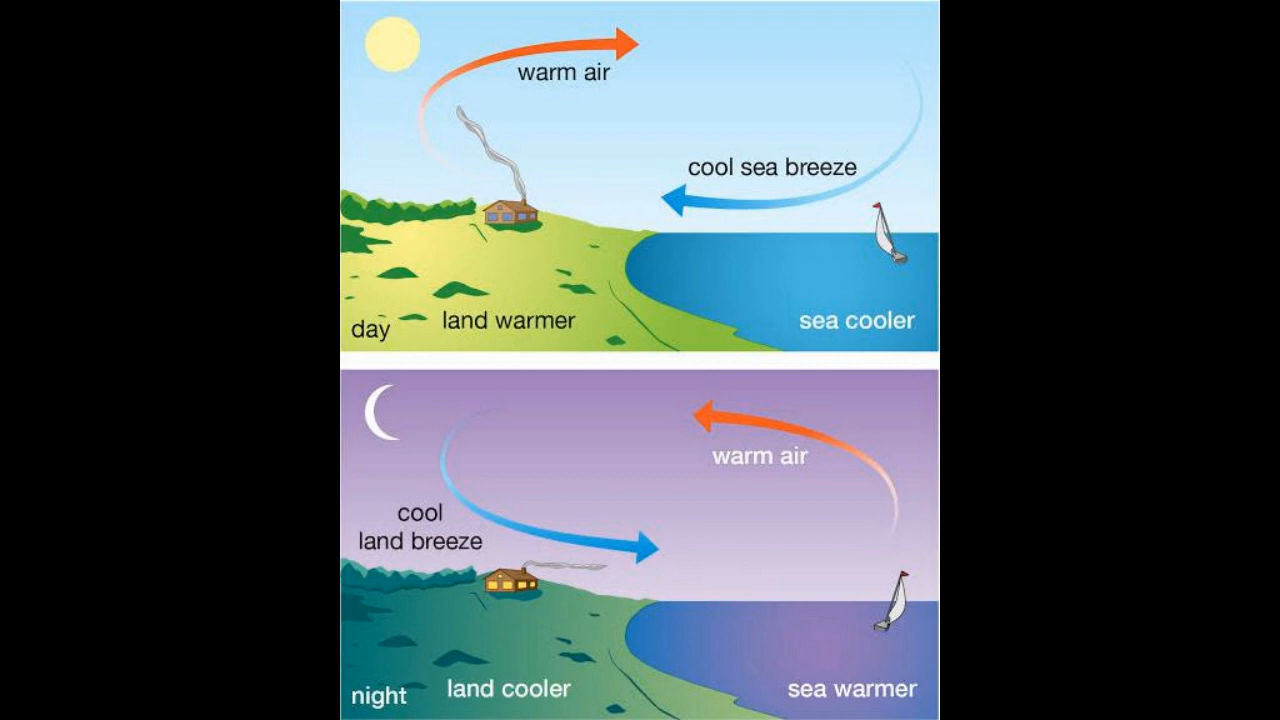 warm air
cool sea breeze
land warmer
sea cooler
day
warm air
cool
land breeze
land cooler
sea warmer
night